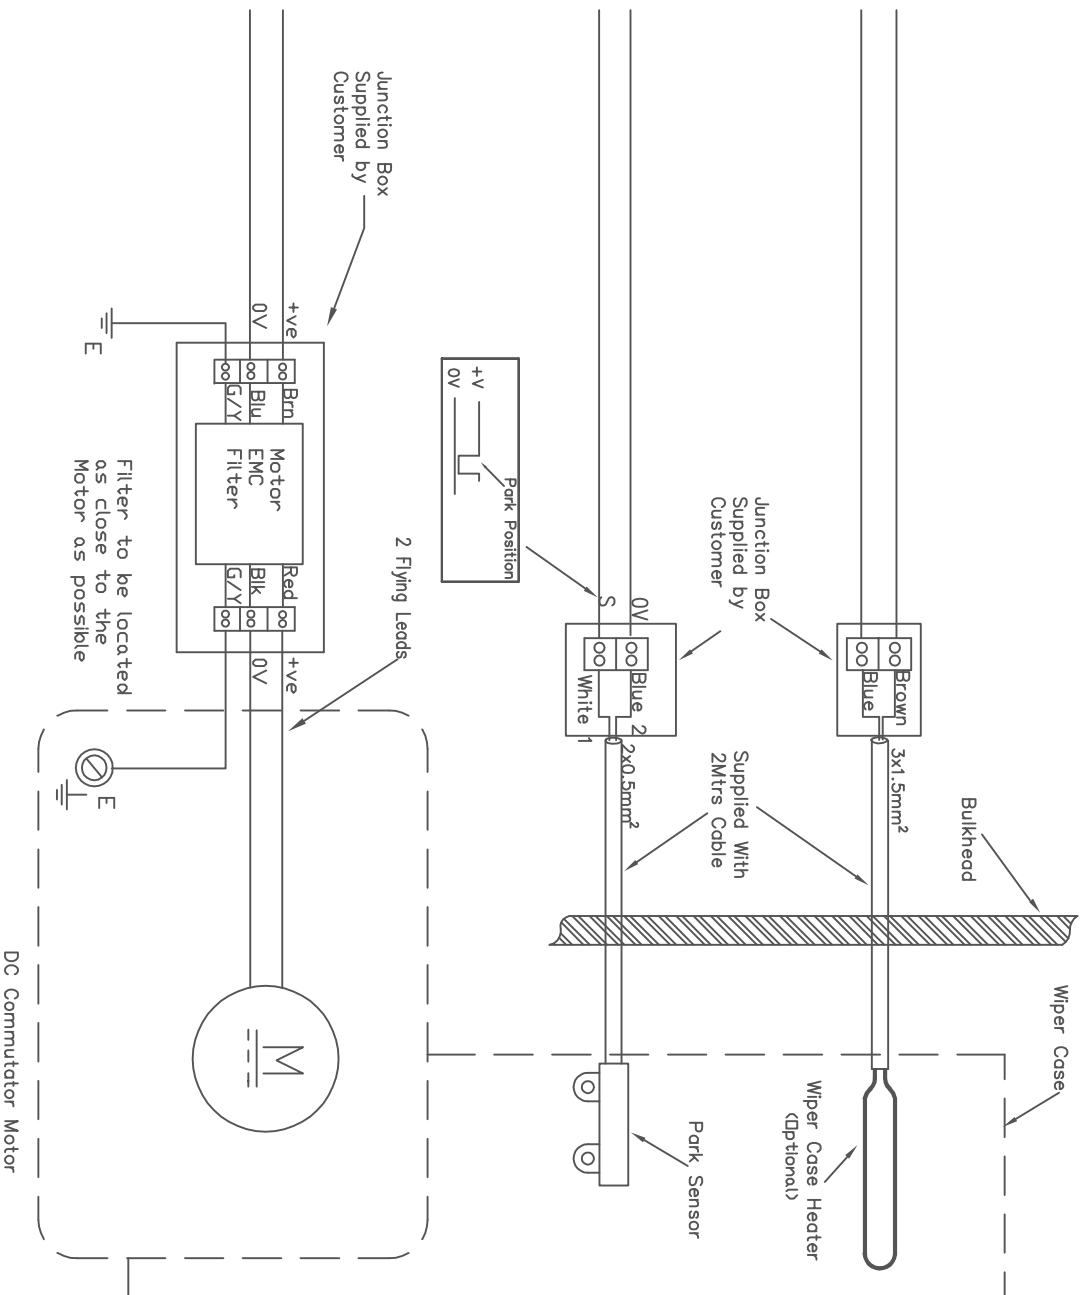 Wiper Case
Bulkhead
3x1.5mm²
Brown
Blue
Wiper Case Heater
(Optional)
Junction Box
Supplied by
Customer
Supplied With
2Mtrs Cable
Park Sensor
0V
S
Blue
White
2
1
2x0.5mm²
Park Position
+V
0V
2 Flying Leads
Junction Box
Supplied by
Customer
+ve
0V
Brn
Blu
G/Y
Motor
EMC
Filter
Red
Blk
G/Y
+ve
0V
M
E
Filter to be located
as close to the
Motor as possible
E
DC Commutator Motor